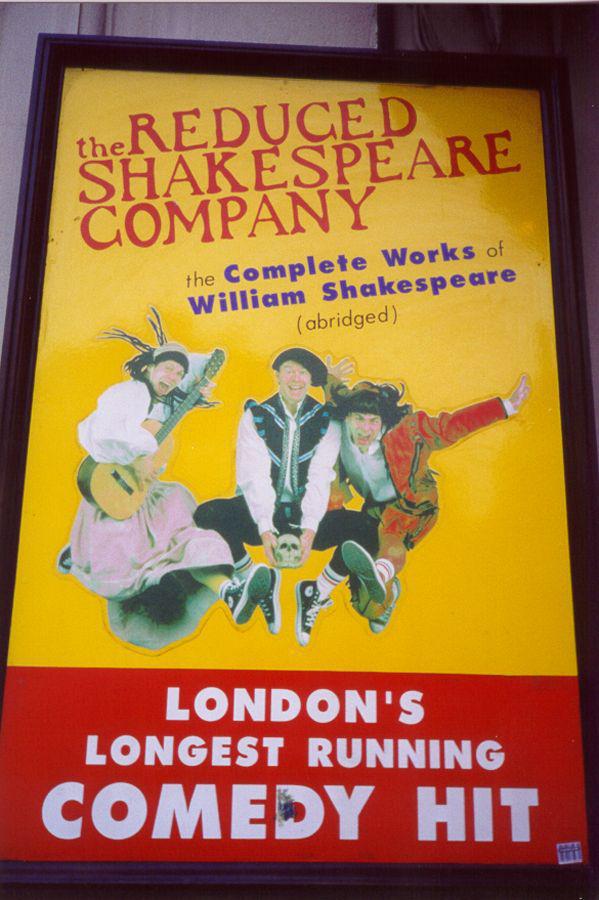 the REDUCED
SHAKESPEARE
COMPANY
the Complete Works of
William Shakespeare
(abridged)
LONDON'S
LONGEST RUNNING
COMEDY HIT